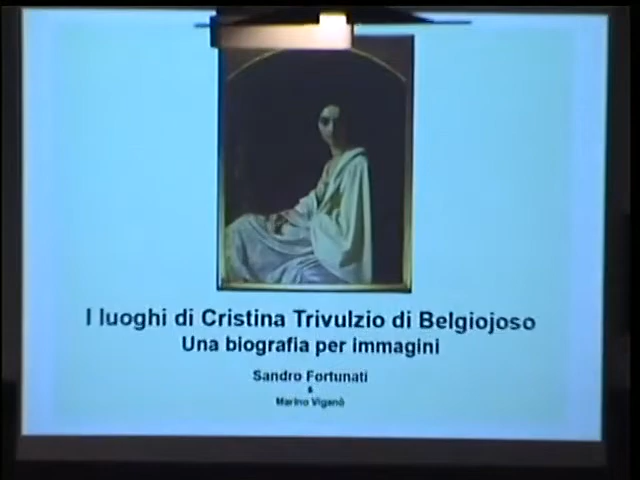 I luoghi di Cristina Trivulzio di Belgiojoso
Una biografia per immagini
Sandro Fortunati
&
Marino Viganò